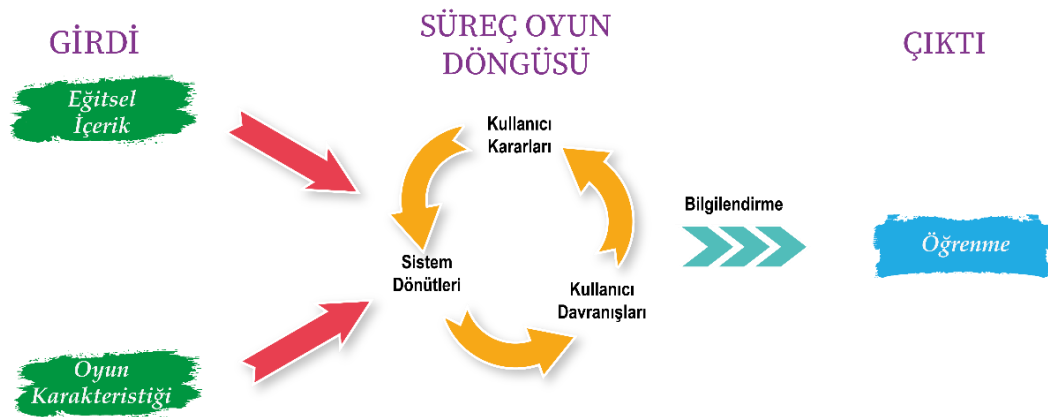 GİRDİ
SÜREÇ OYUN
DÖNGÜSÜ
ÇIKTI
Eğitsel
İçerik
Kullanıcı
Kararları
Bilgilendirme
Öğrenme
Sistem
Dönütleri
Kullanıcı
Davranışları
Oyun
Karakteristiği